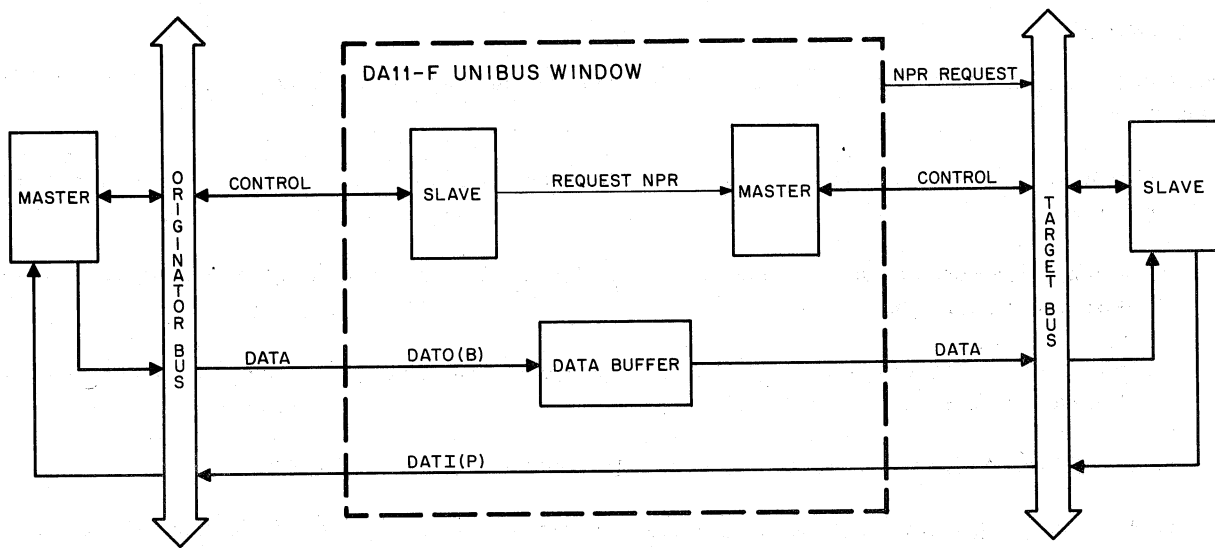 DA11-F UNIBUS WINDOW
NPR REQUEST
MASTER
ORIGINATOR BUS
CONTROL
SLAVE
REQUEST NPR
MASTER
CONTROL
TARGET BUS
SLAVE
DATA
DATO(B)
DATA BUFFER
DATA
DATI(P)